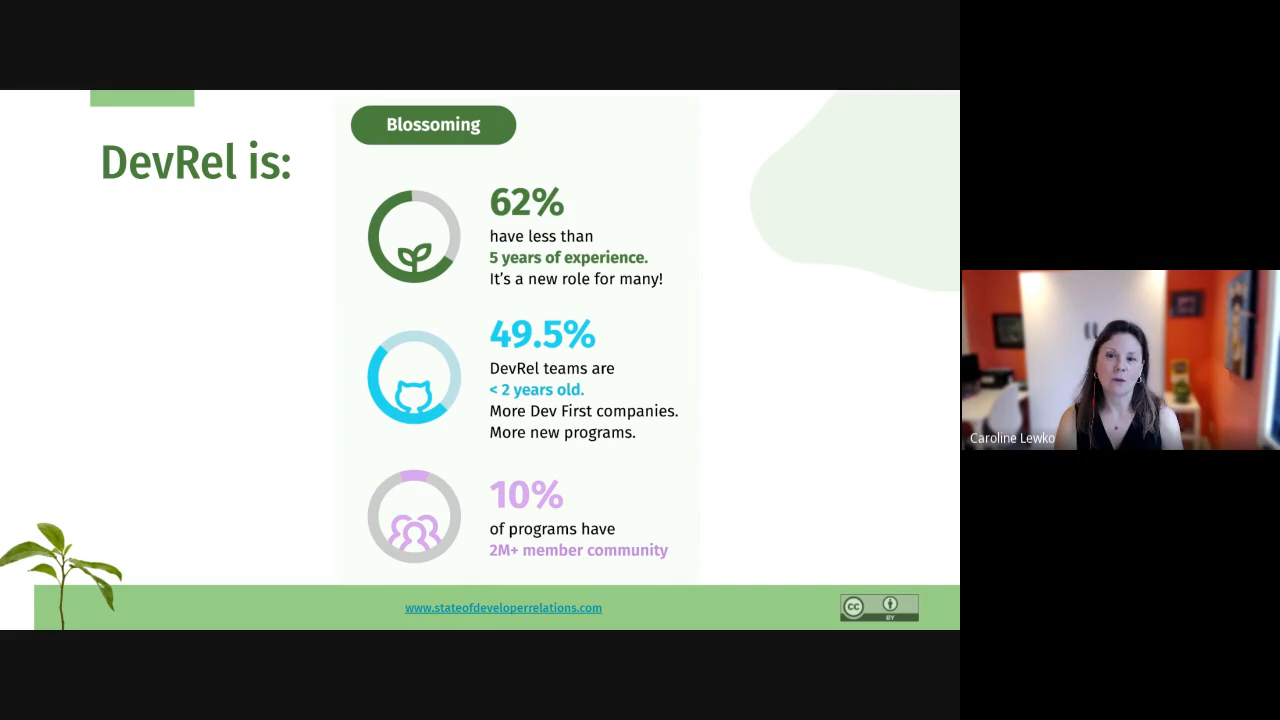 DevRel is:
Blossoming
62%
have less than
5 years of experience.
It's a new role for many!
49.5%
DevRel teams are
< 2 years old.
More Dev First companies.
More new programs.
10%
of programs have
2M+ member community
www.stateofdeveloperrelations.com
cc
BY
Caroline Lewko